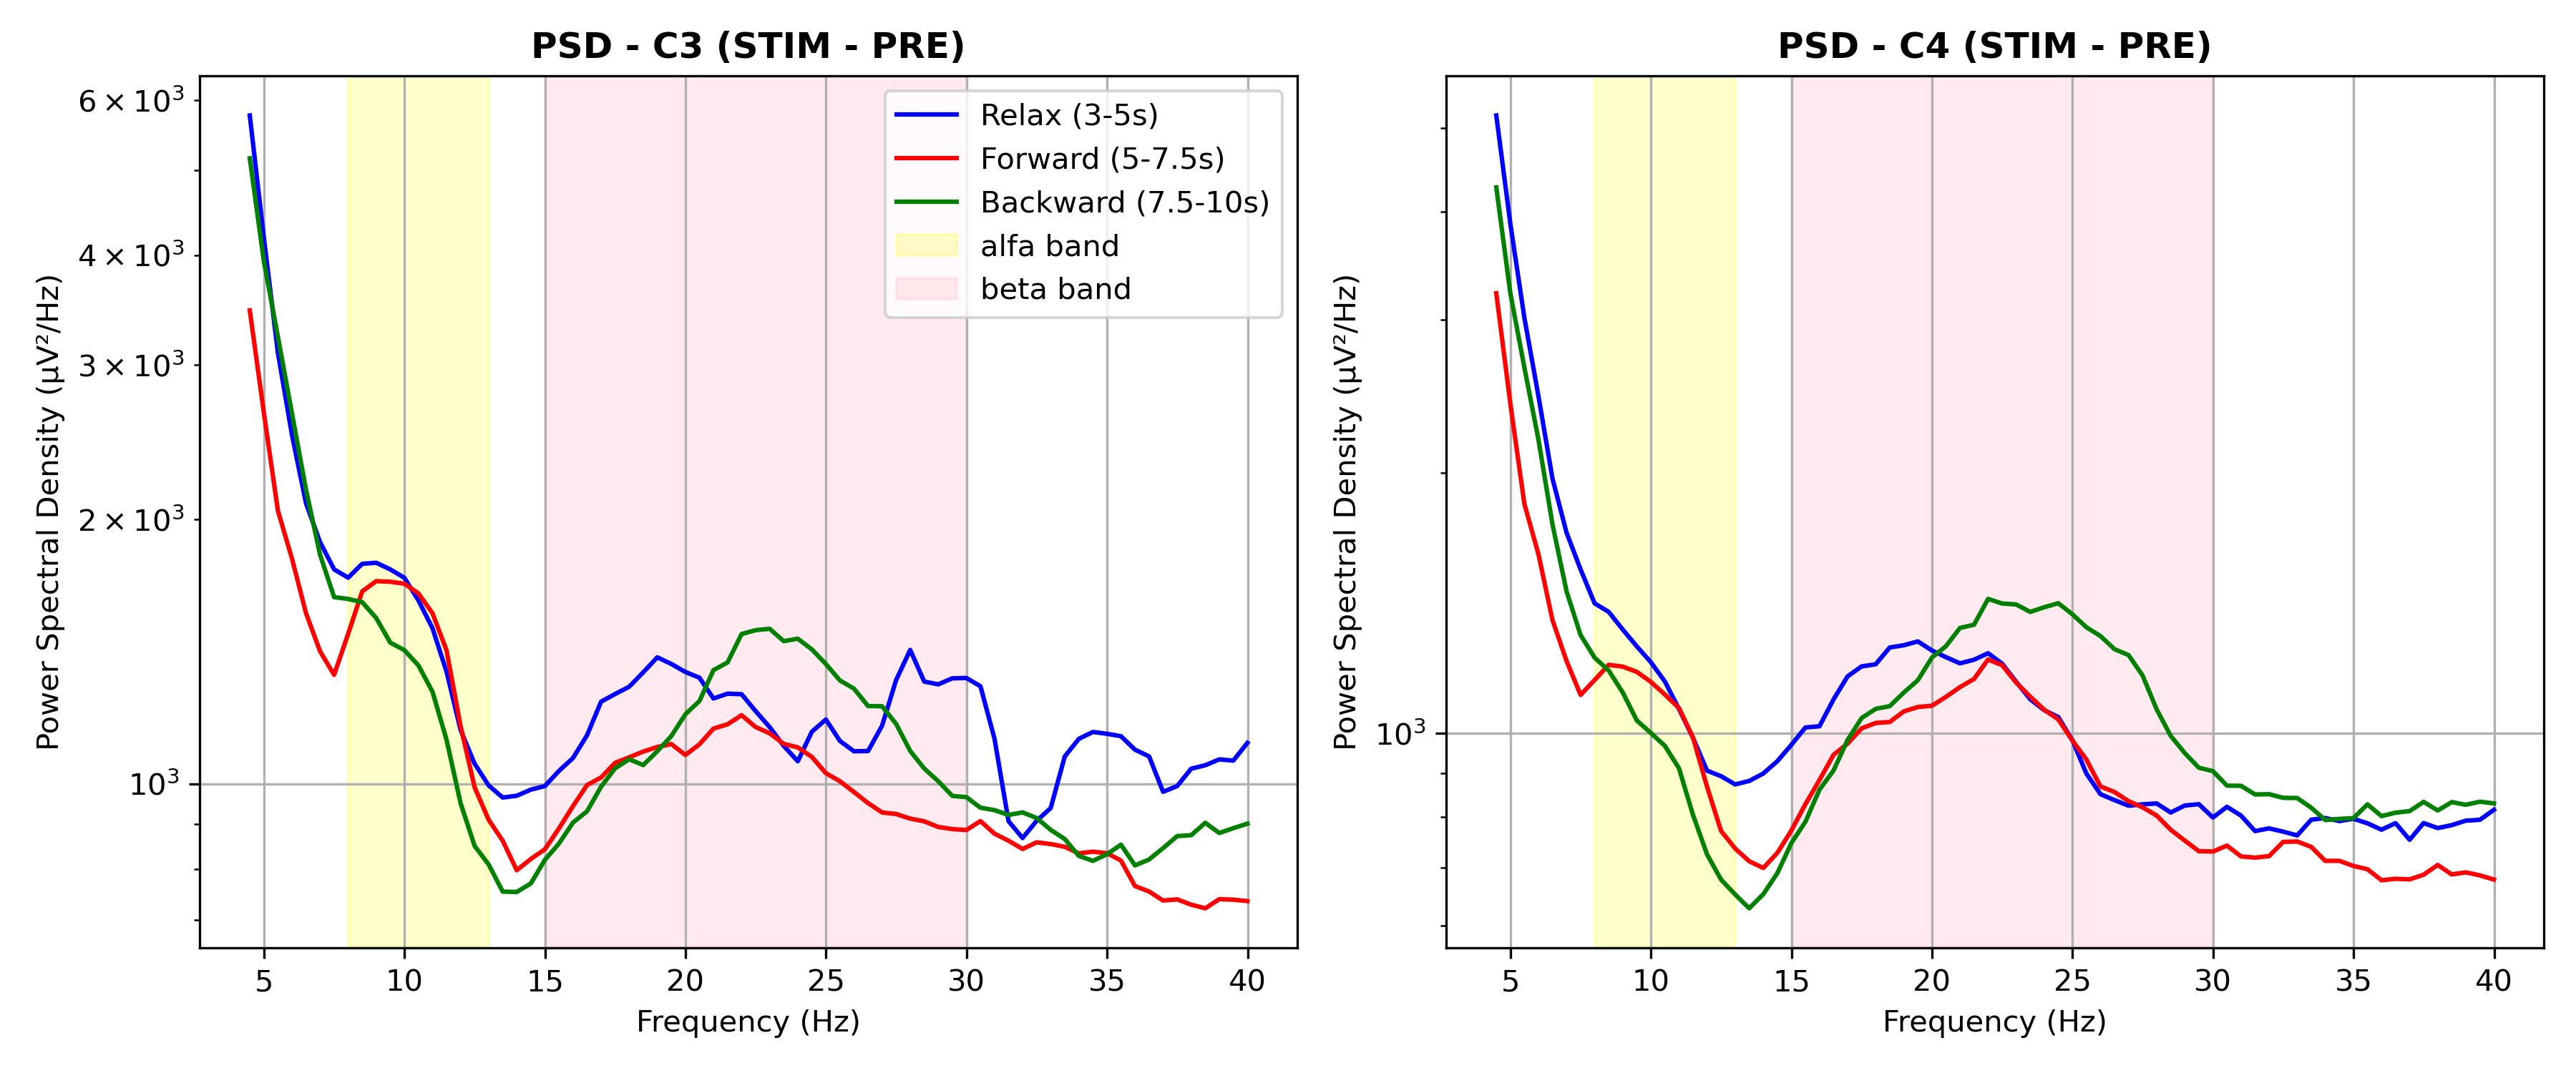 PSD - C3 (STIM - PRE)
Power Spectral Density (µV²/Hz)
6 × 10³
4 × 10³
3 × 10³
2 × 10³
10³
Relax (3-5s)
Forward (5-7.5s)
Backward (7.5-10s)
alfa band
beta band
5 10 15 20 25 30 35 40
Frequency (Hz)
PSD - C4 (STIM - PRE)
Power Spectral Density (µV²/Hz)
10³
5 10 15 20 25 30 35 40
Frequency (Hz)